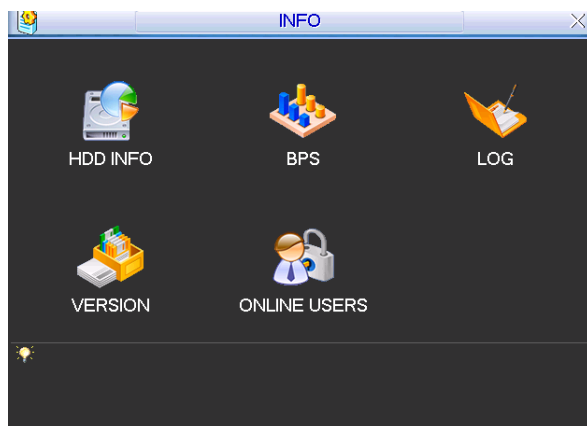 INFO
HDD INFO
BPS
LOG
VERSION
ONLINE USERS